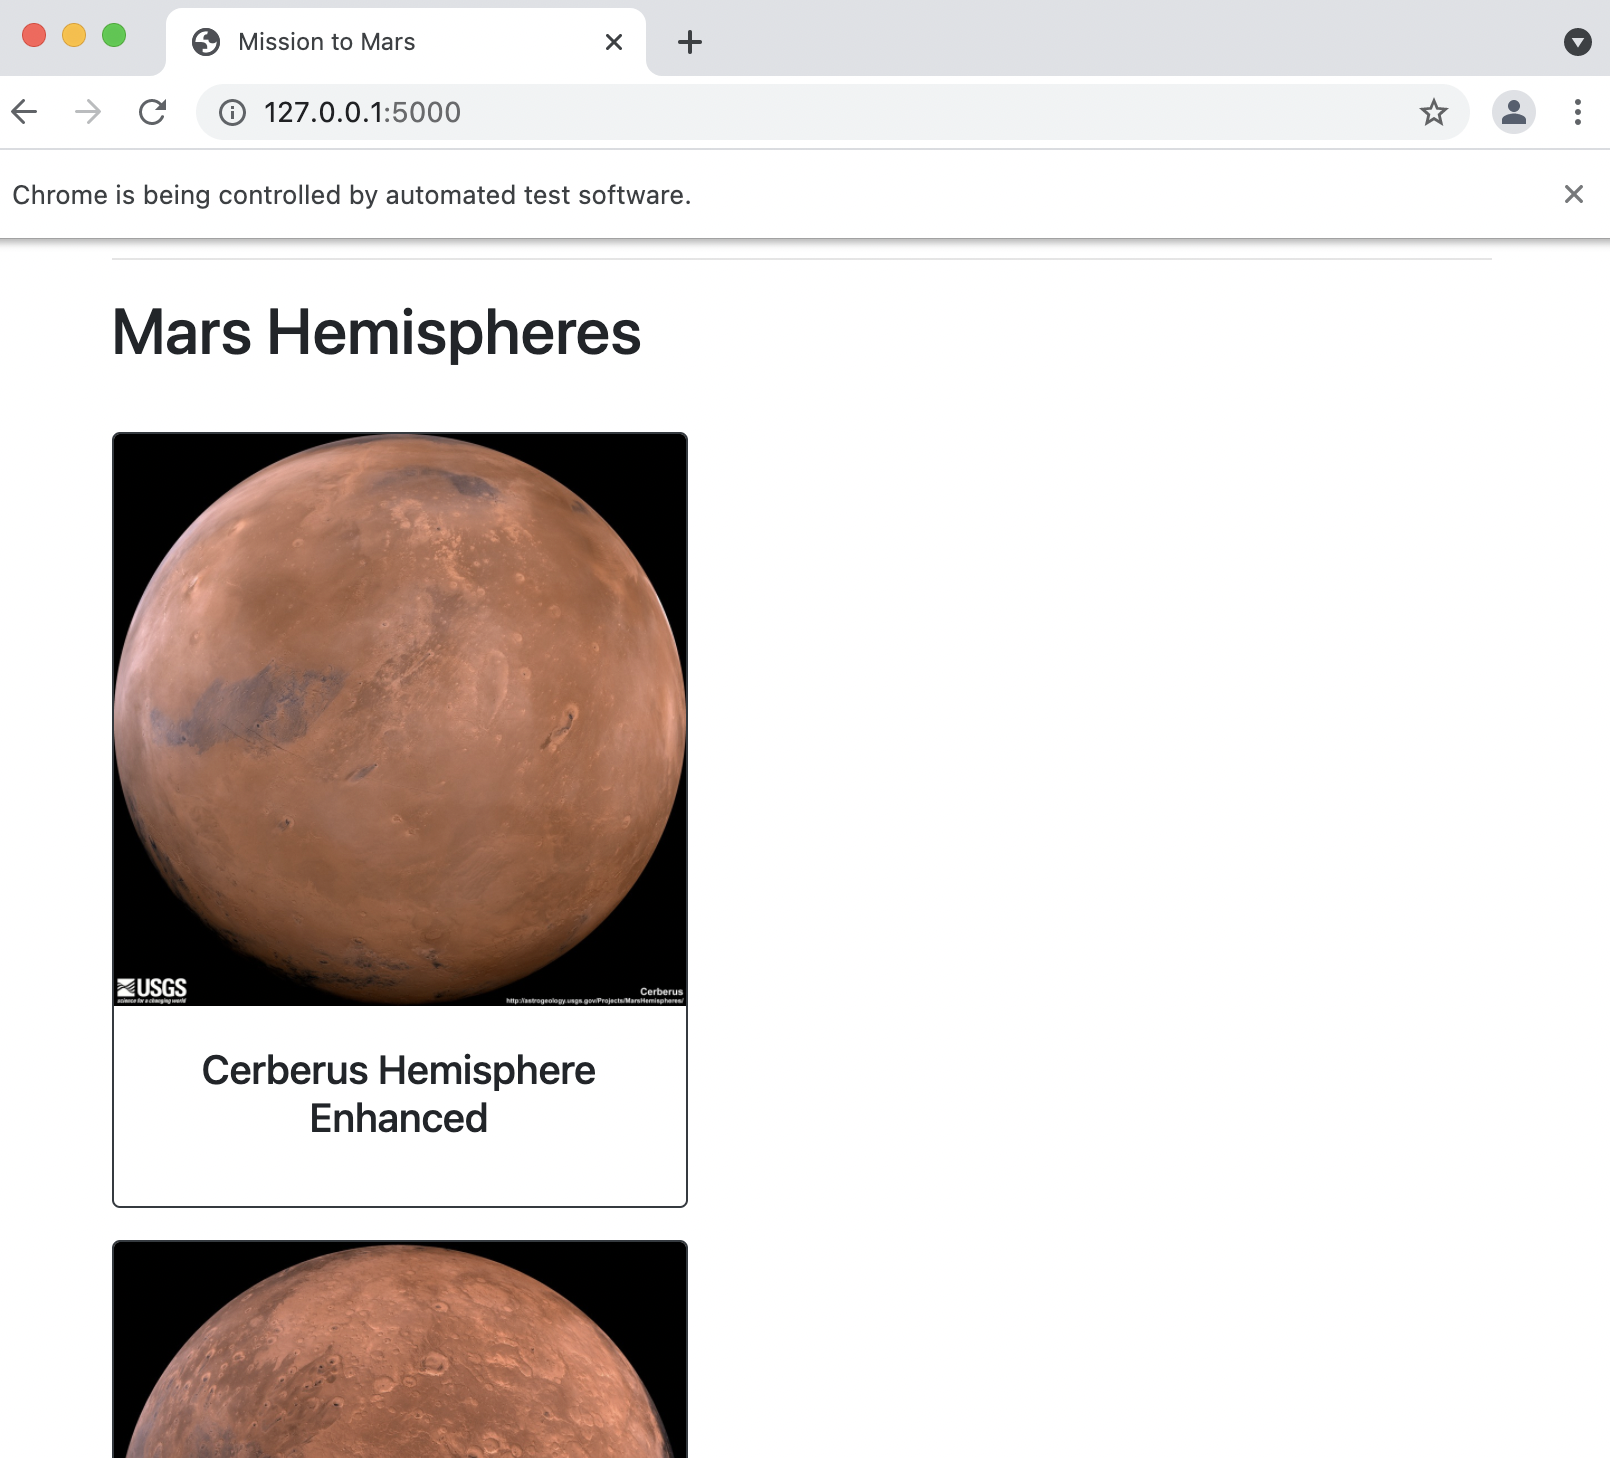 Mission to Mars
127.0.0.1:5000
Chrome is being controlled by automated test software.
Mars Hemispheres
USGS
science for a changing world
Cerberus
http://astrogeology.usgs.gov/Projects/MarsHemispheres/
Cerberus Hemisphere
Enhanced